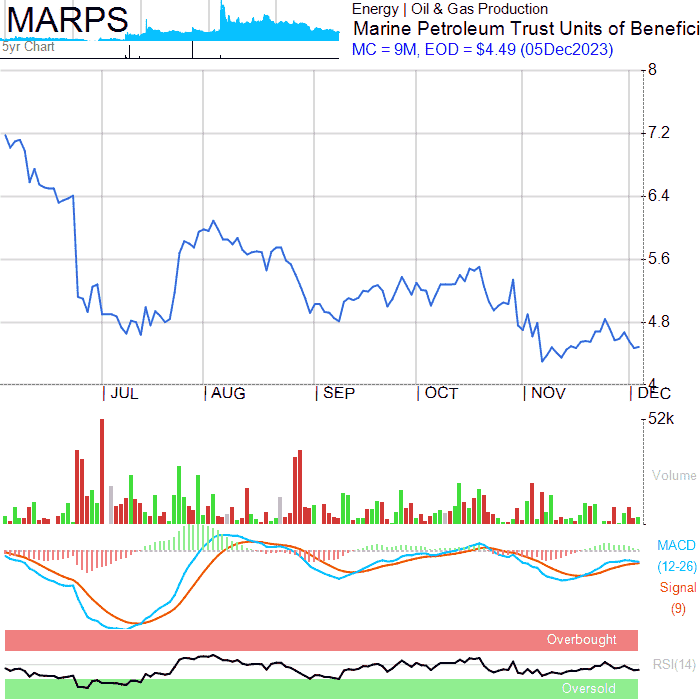 MARPS
5yr Chart
Energy | Oil & Gas Production
Marine Petroleum Trust Units of Benefici
MC = 9M, EOD = $4.49 (05Dec2023)
8
7.2
6.4
5.6
4.8
4
JUL AUG SEP OCT NOV DEC
52k
Volume
MACD
(12-26)
Signal
(9)
Overbought
RSI(14)
Oversold